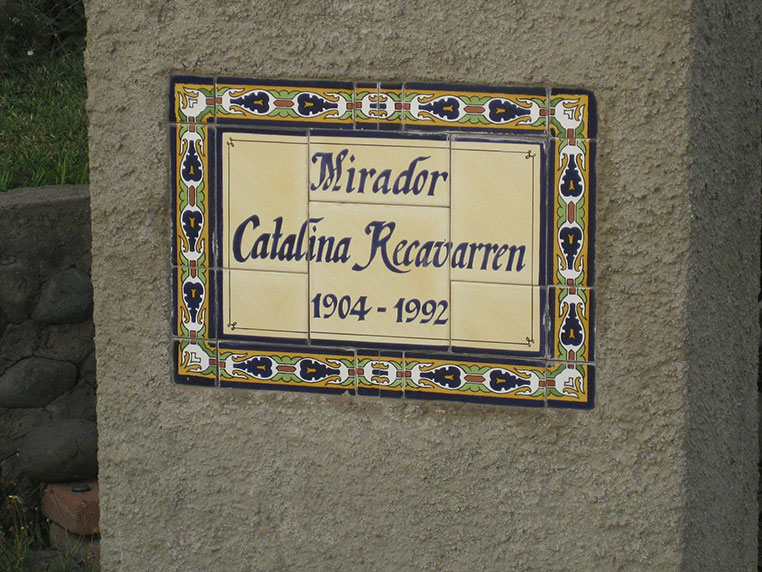 Mirador
Catalina Recavarren
1904 - 1992